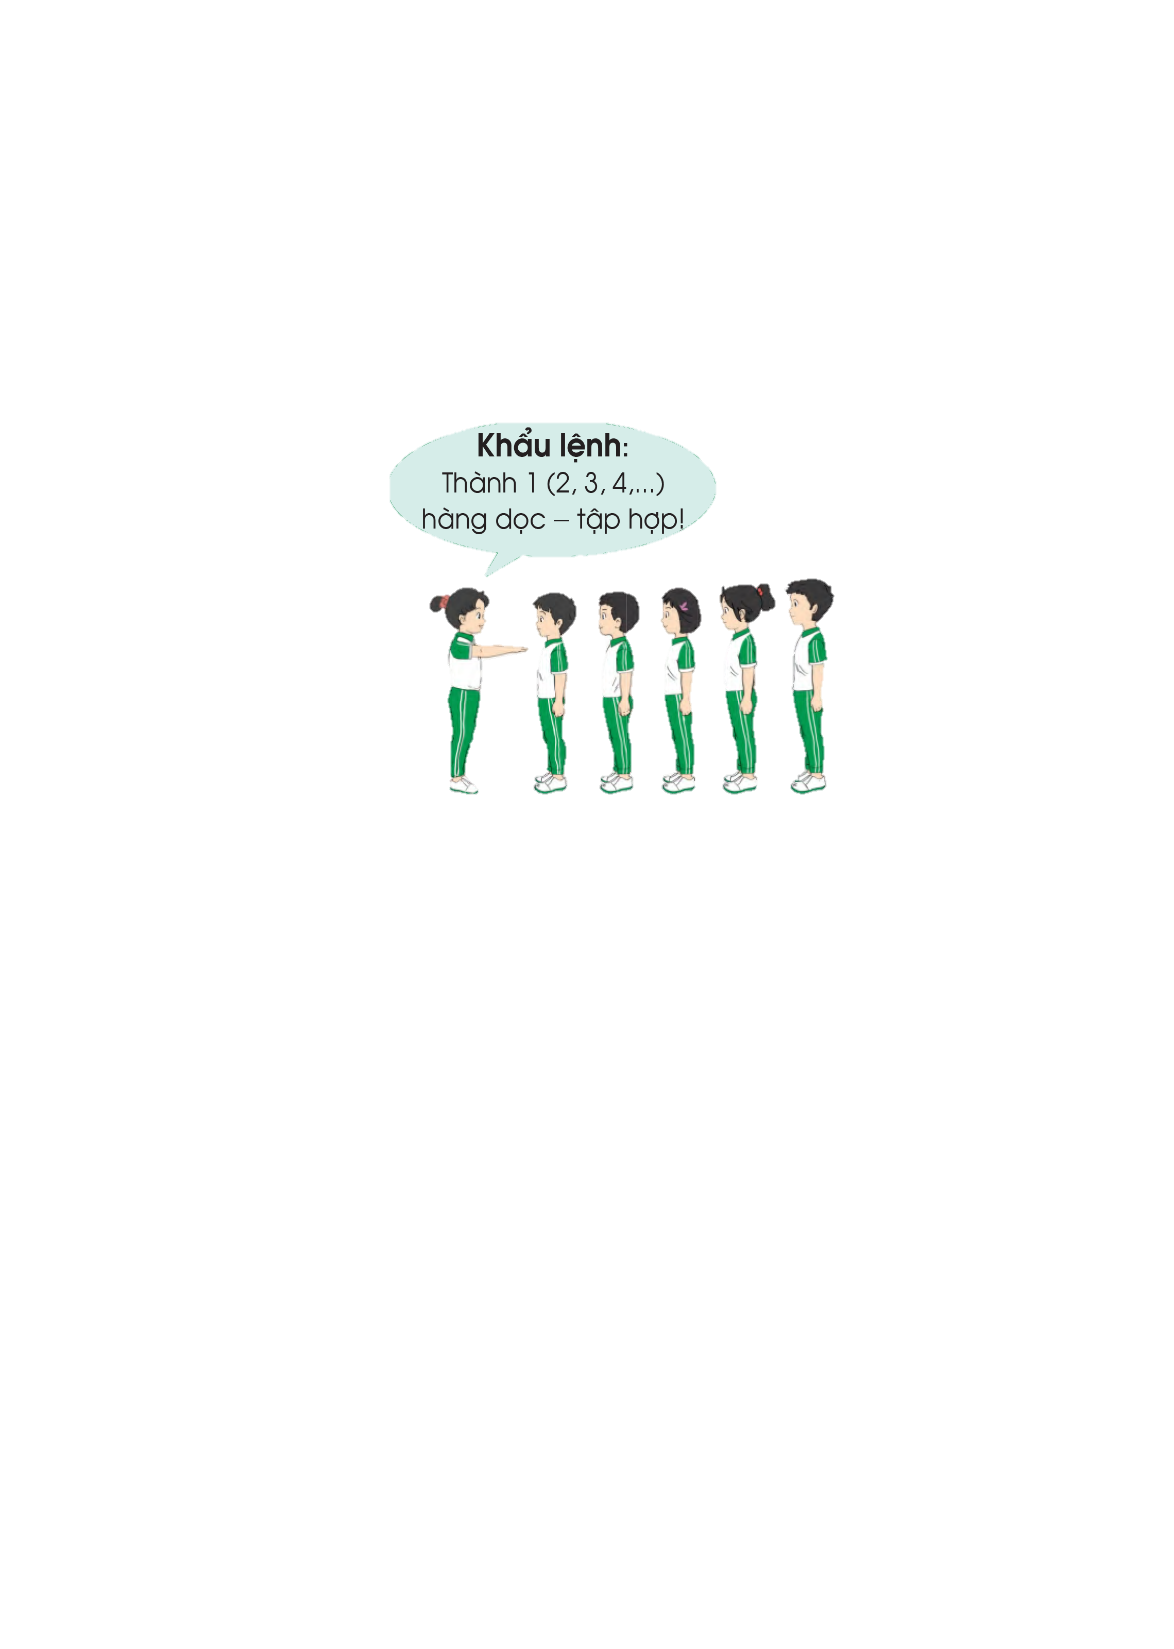 Khẩu lệnh:
Thành 1 (2, 3, 4,...)
hàng dọc – tập hợp!